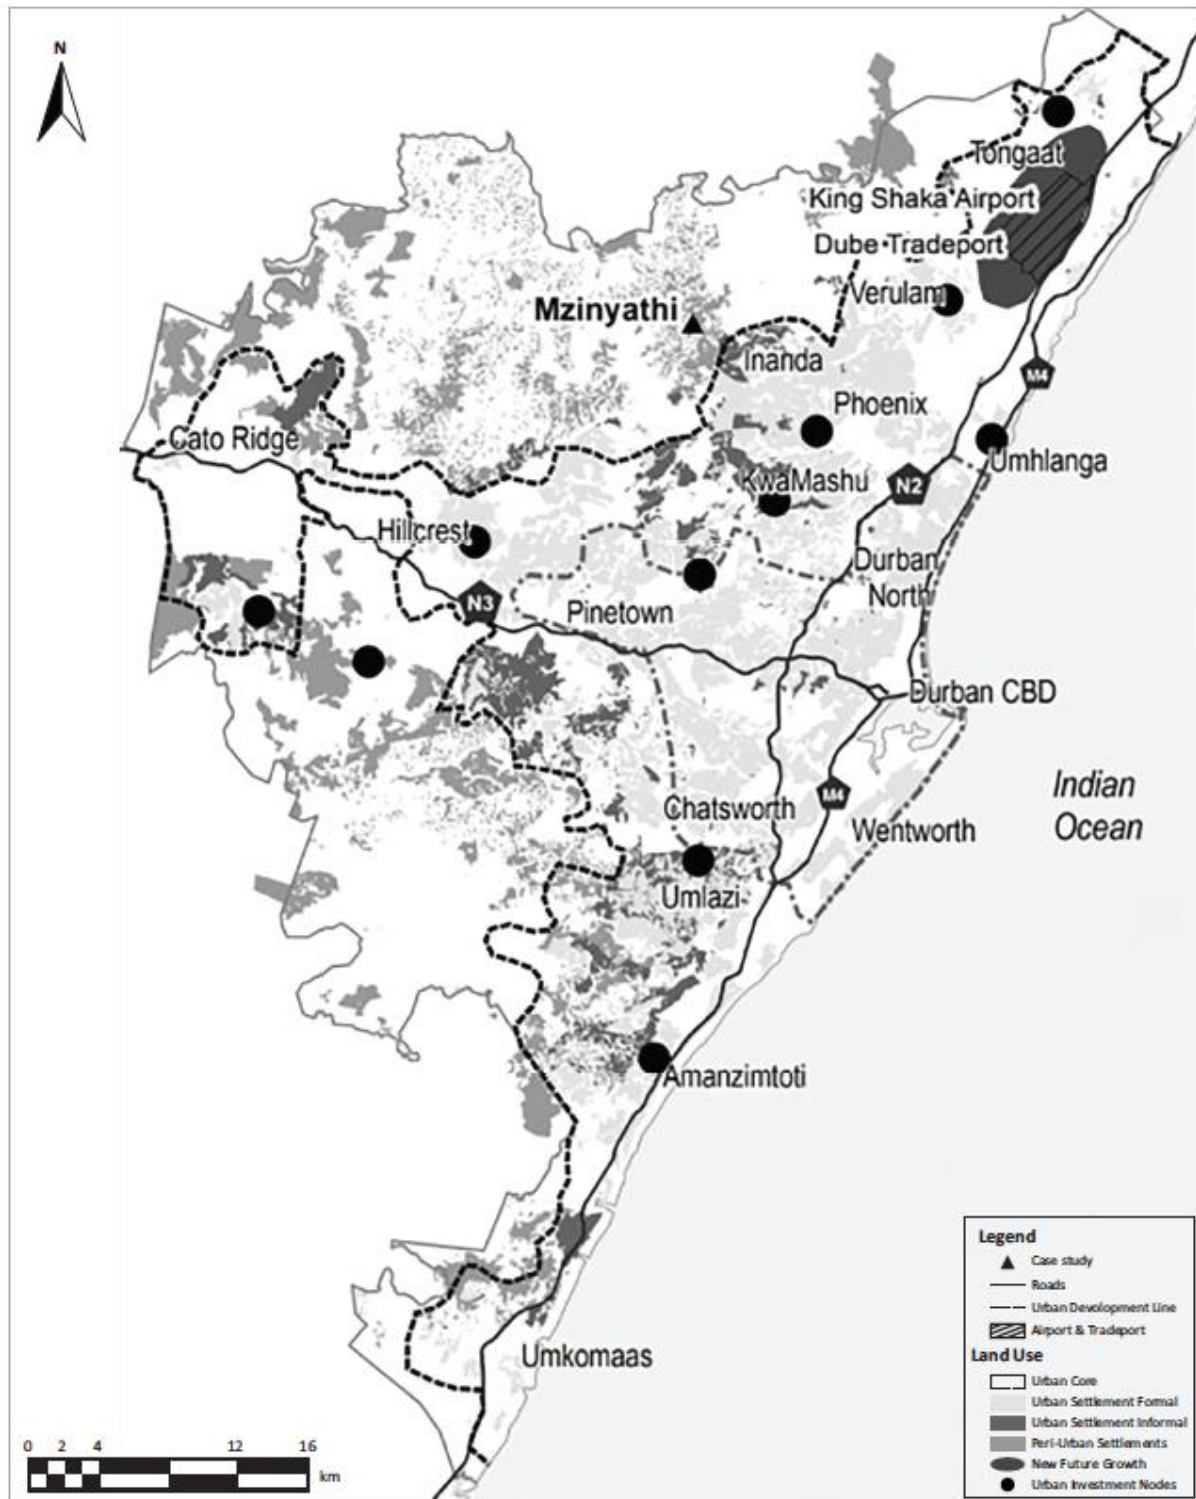 N
Tongaat
King Shaka Airport
Dube Tradeport
Verulam
Mzinyathi
Inanda
M4
Phoenix
Cato Ridge
Umhlanga
KwaMashu
N2
Hillcrest
Durban
North
N3
Pinetown
Durban CBD
Indian
Ocean
M4
Chatsworth
Wentworth
Umlazi
Amanzimtoti
Umkomaas
0 2 4 12 16
km
Legend
Case study
Roads
Urban Devolopment Line
Airport & Tradeport
Land Use
Urban Core
Urban Settlement Formal
Urban Settlement Informal
Peri-Urban Settlements
New Future Growth
Urban Investment Nodes